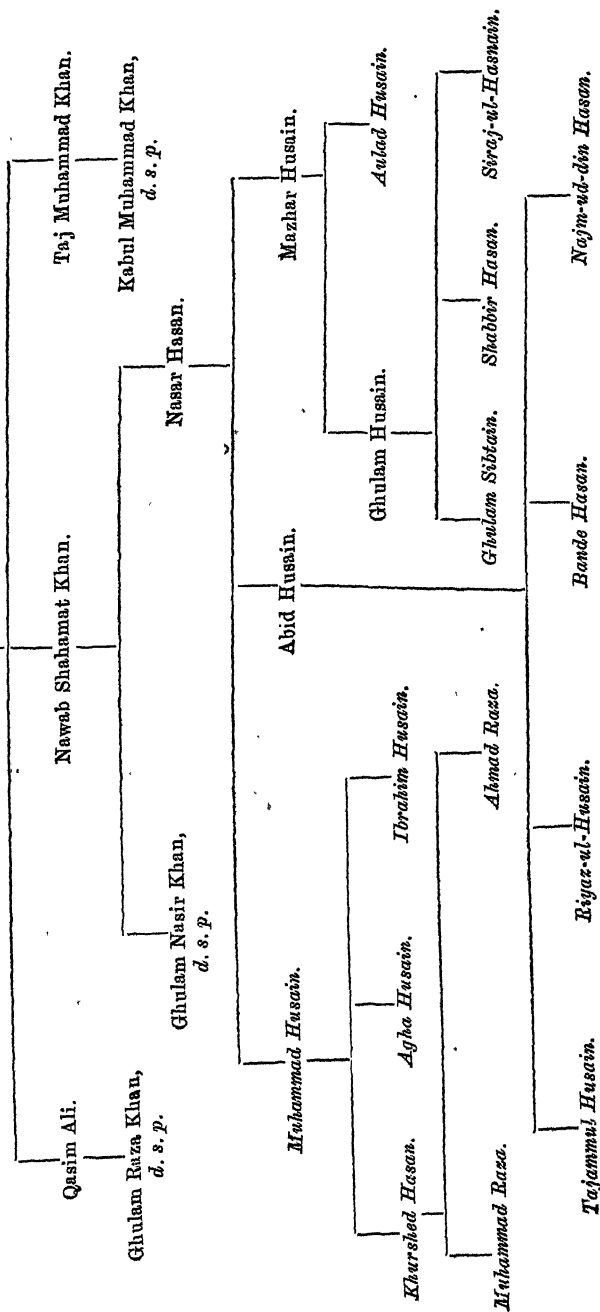 Qasim Ali.
Nawab Shahamat Khan.
Taj Muhammad Khan.
Ghulam Raza Khan,
d. s. p.
Kabul Muhammad Khan,
d. s. p.
Ghulam Nasir Khan,
d. s. p.
Nasar Hasan.
Muhammad Husain.
Abid Husain.
Mazhar Husain.
Khurshed Hasan.
Agha Husain.
Ibrahim Husain.
Ghulam Husain.
Aulad Husain.
Muhammad Raza.
Ahmad Raza.
Ghulam Sibtain.
Shabbir Hasan.
Siraj-ul-Hasnain.
Tajammul Husain.
Riyaz-ul-Husain.
Bande Hasan.
Najm-ud-din Hasan.